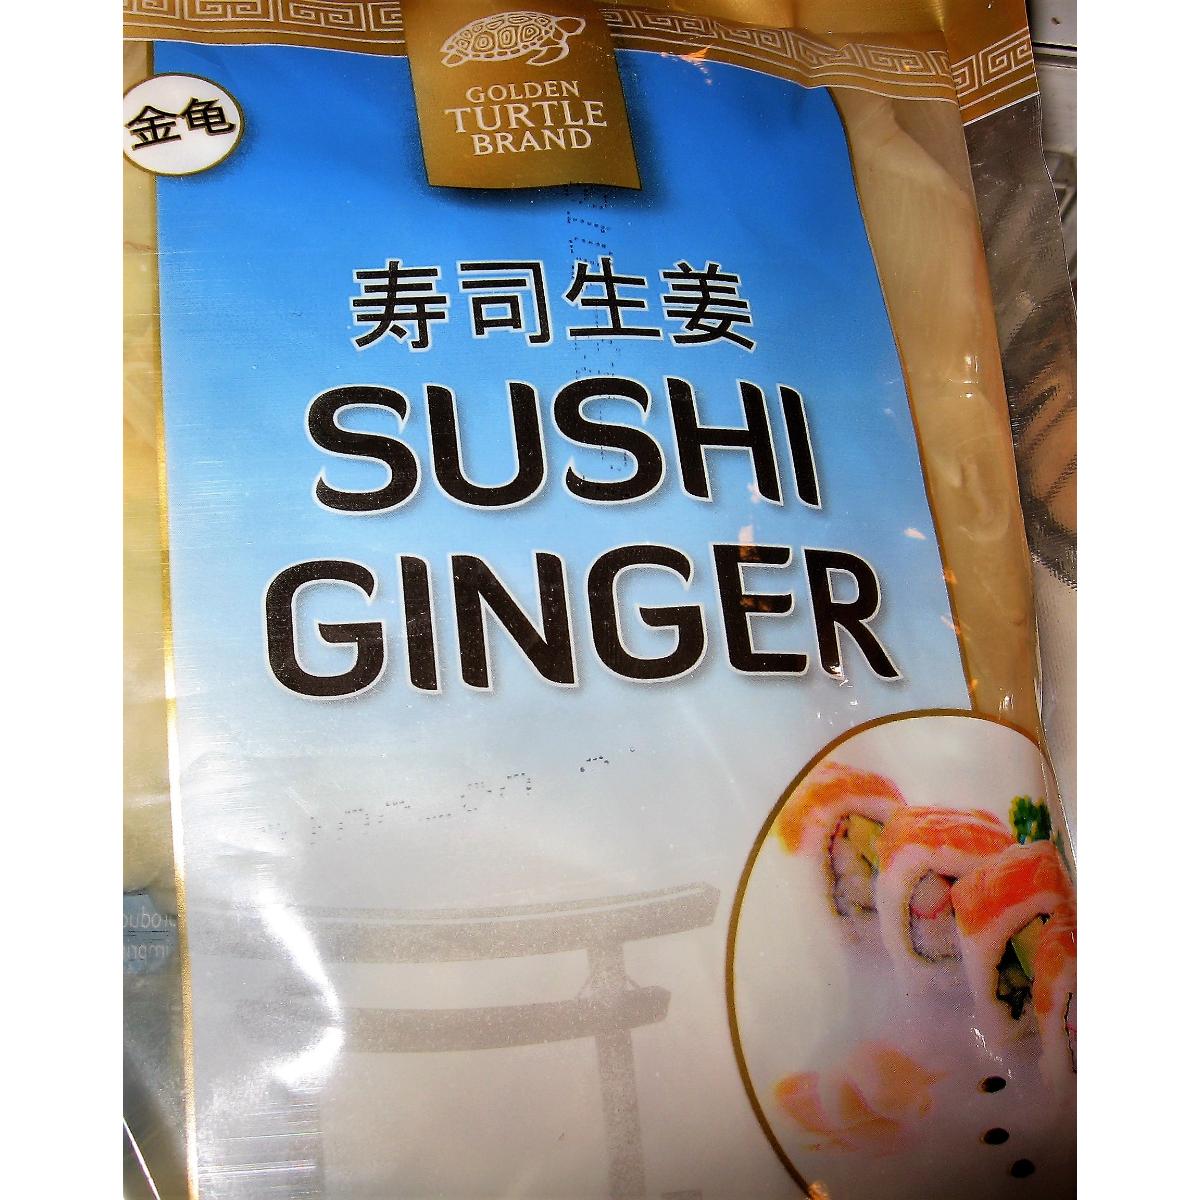 GOLDEN
TURTLE
BRAND
金龟
寿司生姜
SUSHI
GINGER